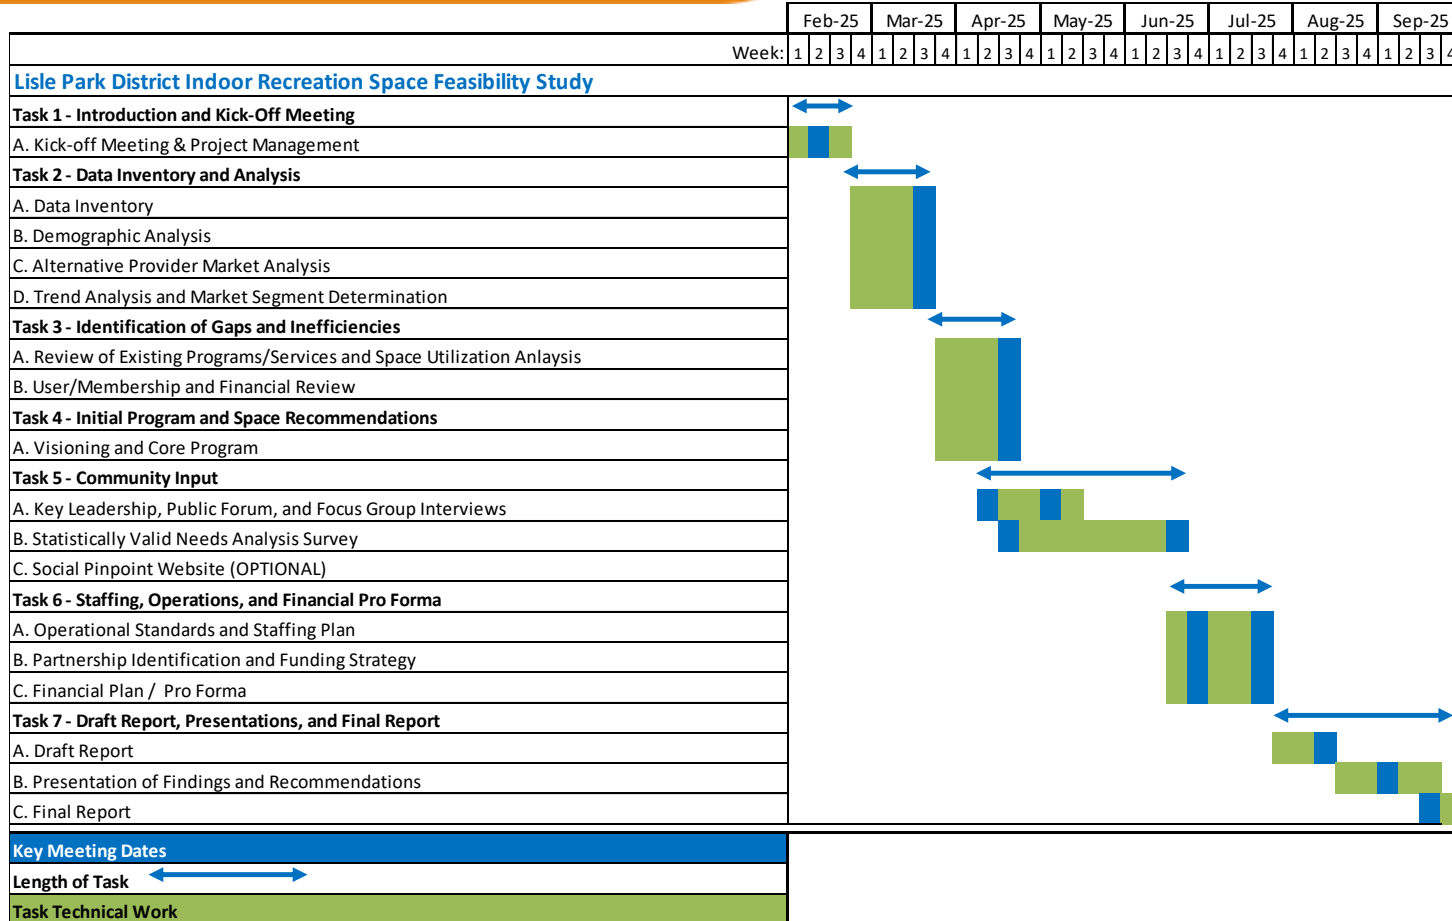 Feb-25 Mar-25 Apr-25 May-25 Jun-25 Jul-25 Aug-25 Sep-25
Week: 1 2 3 4 1 2 3 4 1 2 3 4 1 2 3 4 1 2 3 4 1 2 3 4 1 2 3 4 1 2 3 4
Lisle Park District Indoor Recreation Space Feasibility Study
Task 1 - Introduction and Kick-Off Meeting
A. Kick-off Meeting & Project Management
Task 2 - Data Inventory and Analysis
A. Data Inventory
B. Demographic Analysis
C. Alternative Provider Market Analysis
D. Trend Analysis and Market Segment Determination
Task 3 - Identification of Gaps and Inefficiencies
A. Review of Existing Programs/Services and Space Utilization Anlaysis
B. User/Membership and Financial Review
Task 4 - Initial Program and Space Recommendations
A. Visioning and Core Program
Task 5 - Community Input
A. Key Leadership, Public Forum, and Focus Group Interviews
B. Statistically Valid Needs Analysis Survey
C. Social Pinpoint Website (OPTIONAL)
Task 6 - Staffing, Operations, and Financial Pro Forma
A. Operational Standards and Staffing Plan
B. Partnership Identification and Funding Strategy
C. Financial Plan / Pro Forma
Task 7 - Draft Report, Presentations, and Final Report
A. Draft Report
B. Presentation of Findings and Recommendations
C. Final Report
Key Meeting Dates
Length of Task
Task Technical Work